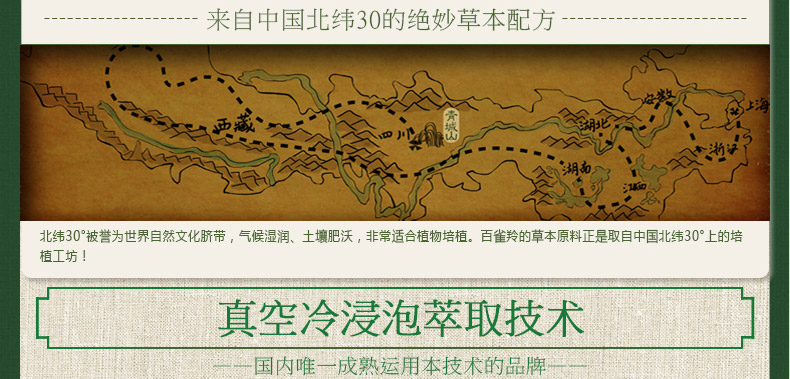 来自中国北纬30的绝妙草本配方
西藏
四川
青城山
湖北
湖南
安徽
江西
浙江
上海
北纬30°被誉为世界自然文化脐带，气候湿润、土壤肥沃，非常适合植物培植。百雀羚的草本原料正是取自中国北纬30°上的培
植工坊！
真空冷浸泡萃取技术
——国内唯一成熟运用本技术的品牌——